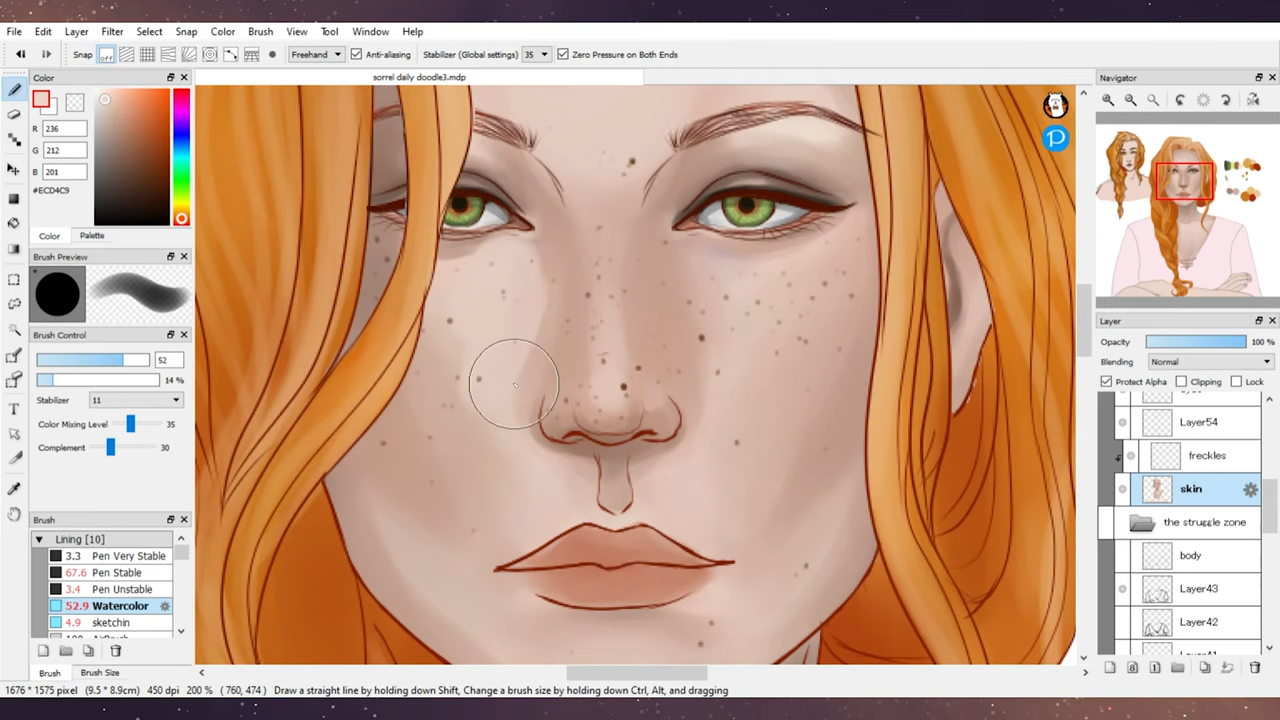 File Edit Layer Filter Select Snap Color Brush View Tool Window Help
Snap off Freehand Anti-aliasing Stabilizer (Global settings) 35 Zero Pressure on Both Ends
Color
sorrel daily doodle3.mdp
Navigator
R 236
G 212
B 201
#ECD4C9
Color Palette
Brush Preview
Brush Control
52
14 %
Stabilizer 11
Color Mixing Level 35
Complement 30
Brush
Lining [10]
3.3 Pen Very Stable
67.6 Pen Stable
3.4 Pen Unstable
52.9 Watercolor
4.9 sketchin
100 AirBrush
Brush Brush Size
P
Layer
Opacity 100 %
Blending Normal
Protect Alpha Clipping Lock
Layer54
freckles
skin
the struggle zone
body
Layer43
Layer42
Layer41
1676 * 1575 pixel (9.5 * 8.9cm) 450 dpi 200 % ( 760, 474 ) Draw a straight line by holding down Shift, Change a brush size by holding down Ctrl, Alt, and dragging